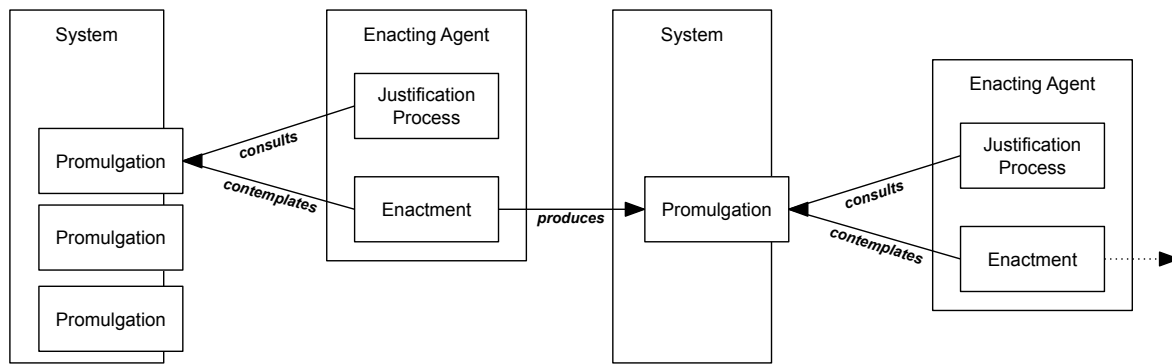 System
Promulgation
Promulgation
Promulgation
consults
contemplates
Enacting Agent
Justification
Process
Enactment
produces
System
Promulgation
consults
contemplates
Enacting Agent
Justification
Process
Enactment